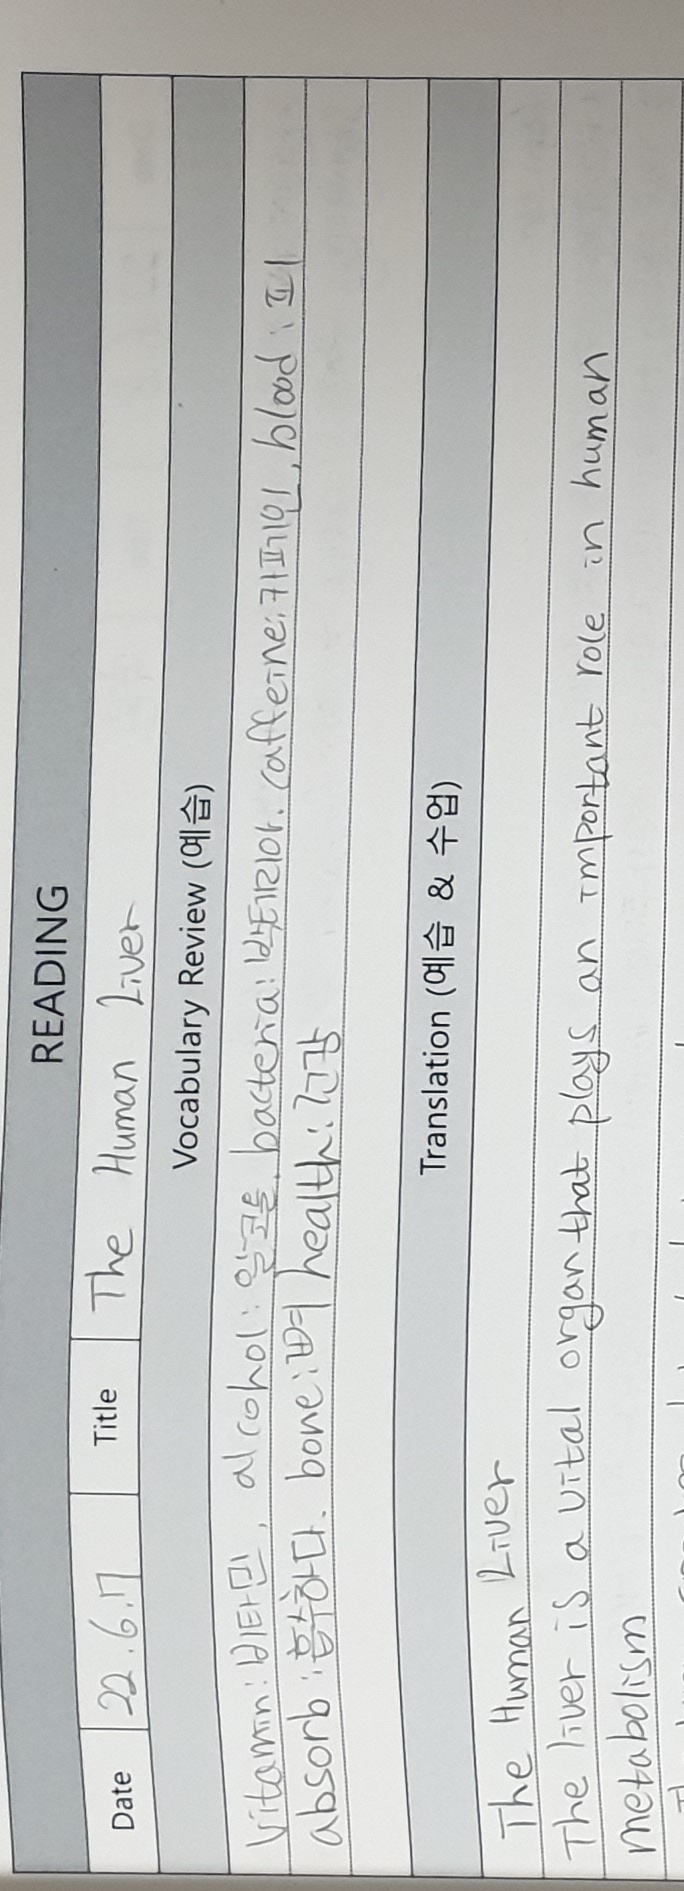 READING
Date 22.6.17 Title The Human Liver
Vocabulary Review (예습)
Vitamin: 비타민, alcohol: 알코올, bacteria: 박테리아. caffeine: 카페인, blood : 피
absorb : 흡수하다. bone: 뼈 health: 건강
Translation (예습 & 수업)
The Human Liver
The liver is a vital organ that plays an important role in human
metabolism